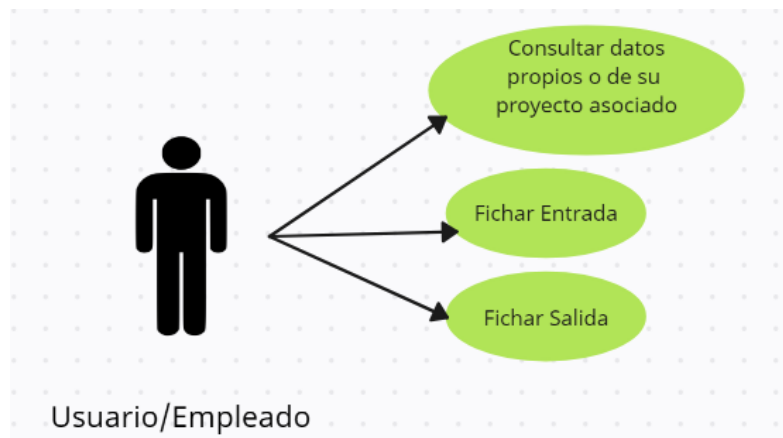 Consultar datos
propios o de su
proyecto asociado
Fichar Entrada
Fichar Salida
Usuario/Empleado